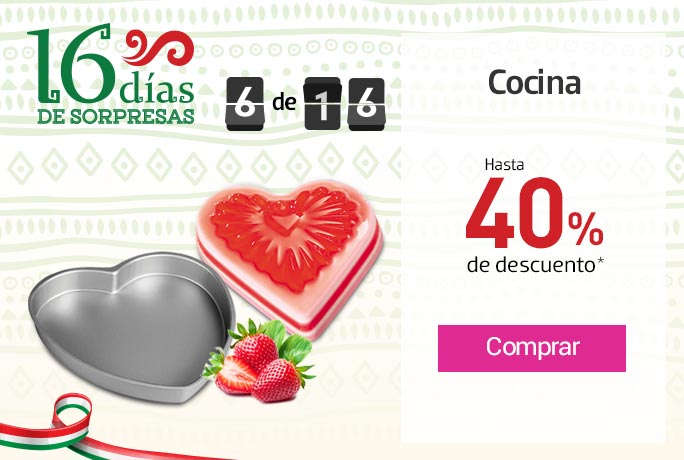 16 días
DE SORPRESAS
6 de 16
Cocina
Hasta
40%
de descuento*
Comprar